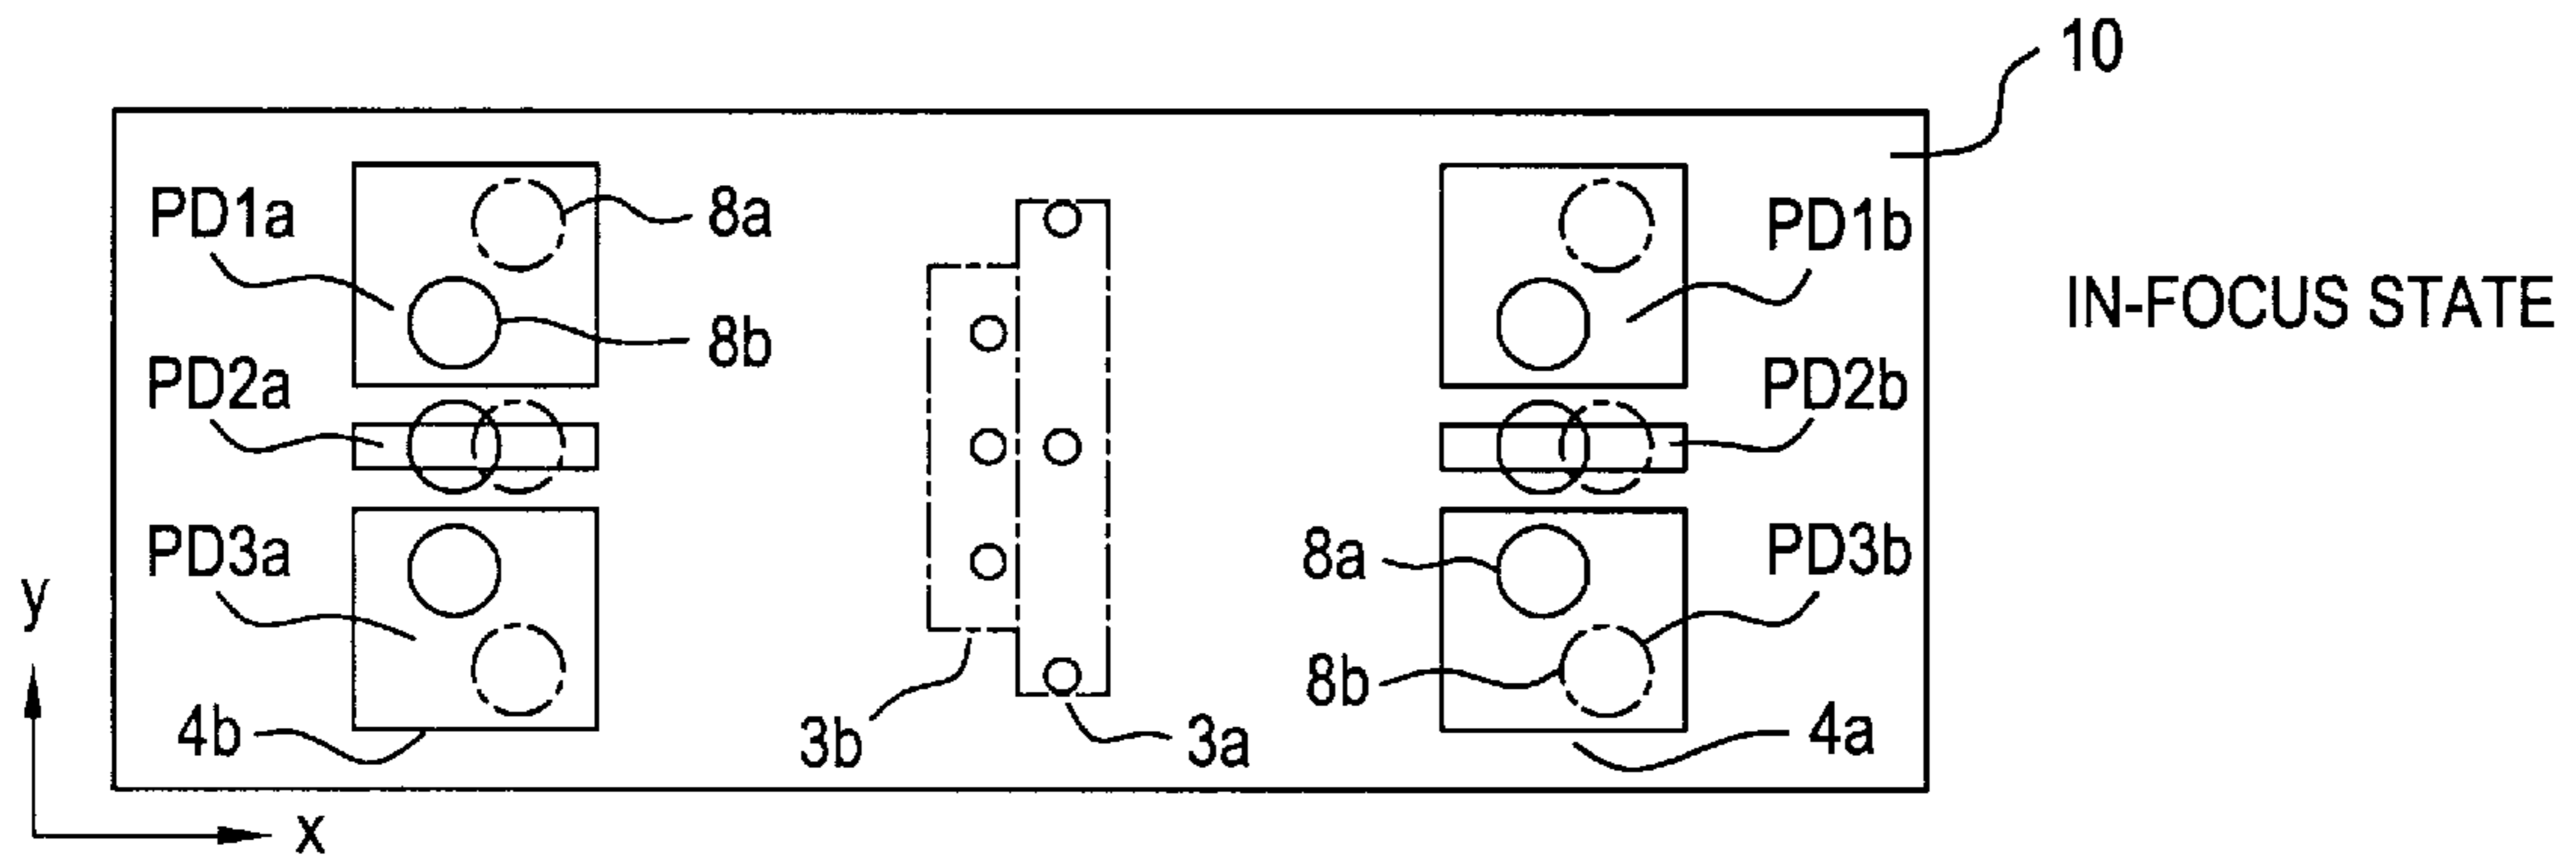 10
PD1a
8a
PD1b
IN-FOCUS STATE
8b
PD2a
PD2b
PD3a
8a
PD3b
y
8b
4b
3b
3a
4a
x